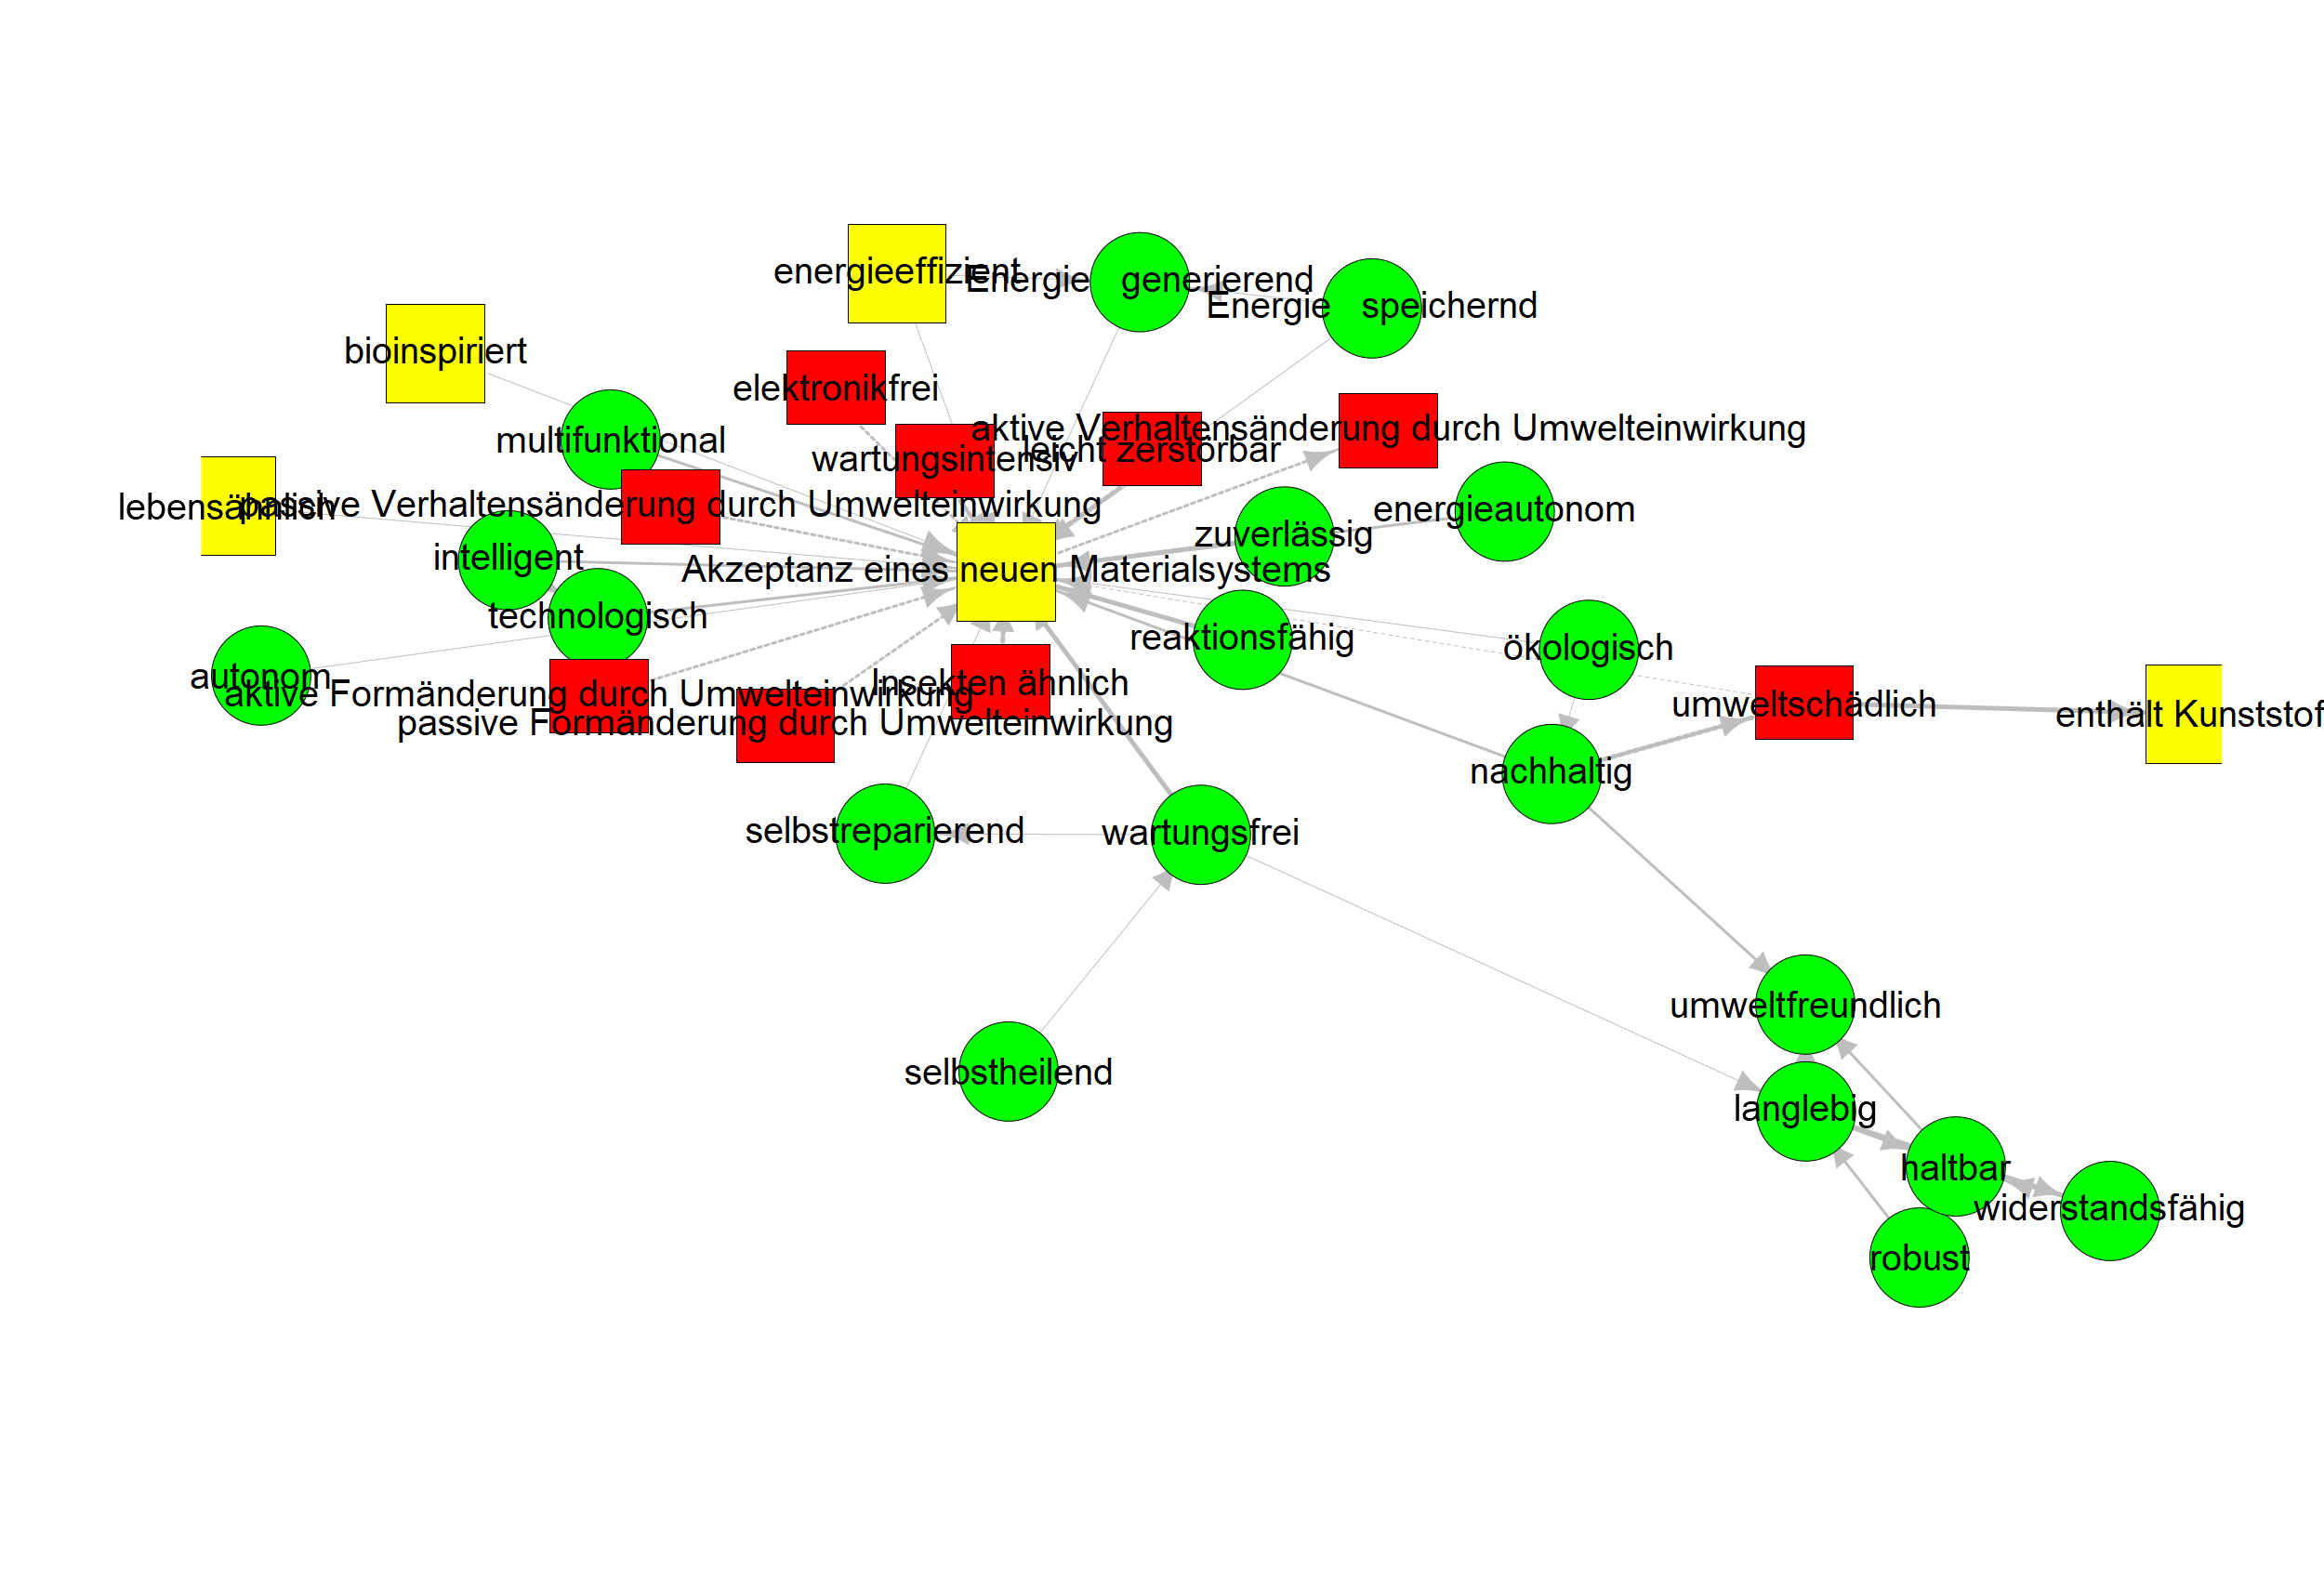 energieeffizient
Energie generierend
Energie speichernd
bioinspiriert
elektronikfrei
multifunktional
aktive Verhaltensänderung durch Umwelteinwirkung
leicht zerstörbar
wartungsintensiv
lebensähnlich
passive Verhaltensänderung durch Umwelteinwirkung
energieautonom
zuverlässig
intelligent
Akzeptanz eines neuen Materialsystems
technologisch
reaktionsfähig
ökologisch
autonom
aktive Formänderung durch Umwelteinwirkung
Insekten ähnlich
umweltschädlich
enthält Kunststof
passive Formänderung durch Umwelteinwirkung
nachhaltig
selbstreparierend
wartungsfrei
umweltfreundlich
selbstheilend
langlebig
haltbar
widerstandsfähig
robust